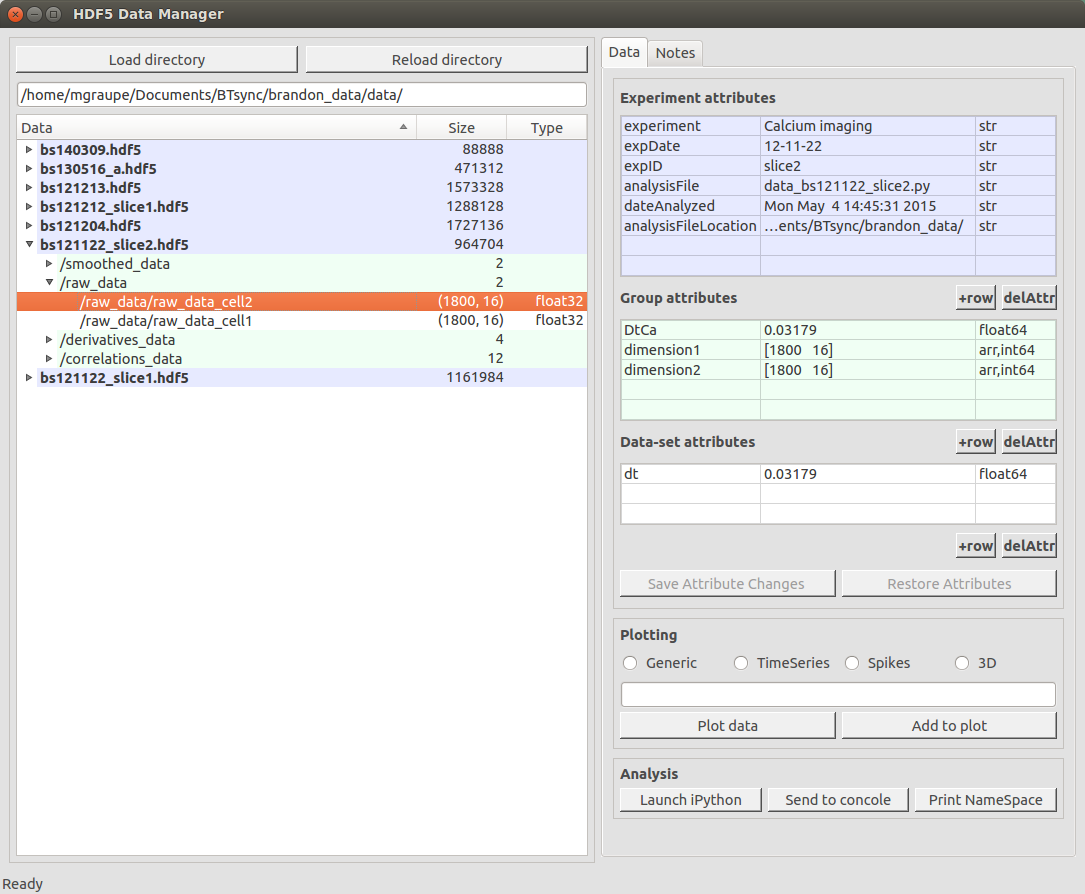 HDF5 Data Manager
Load directory
Reload directory
/home/mgraupe/Documents/BTsync/brandon_data/data/
Data Size Type
bs140309.hdf5 88888
bs130516_a.hdf5 471312
bs121213.hdf5 1573328
bs121212_slice1.hdf5 1288128
bs121204.hdf5 1727136
bs121122_slice2.hdf5 964704
/smoothed_data 2
/raw_data 2
/raw_data/raw_data_cell2 (1800, 16) float32
/raw_data/raw_data_cell1 (1800, 16) float32
/derivatives_data 4
/correlations_data 12
bs121122_slice1.hdf5 1161984
Data Notes
Experiment attributes
experiment Calcium imaging str
expDate 12-11-22 str
expID slice2 str
analysisFile data_bs121122_slice2.py str
dateAnalyzed Mon May  4 14:45:31 2015 str
analysisFileLocation …ents/BTsync/brandon_data/ str
Group attributes +row delAttr
DtCa 0.03179 float64
dimension1 [1800   16] arr,int64
dimension2 [1800   16] arr,int64
Data-set attributes +row delAttr
dt 0.03179 float64
+row delAttr
Save Attribute Changes Restore Attributes
Plotting
Generic TimeSeries Spikes 3D
Plot data Add to plot
Analysis
Launch iPython Send to concole Print NameSpace
Ready